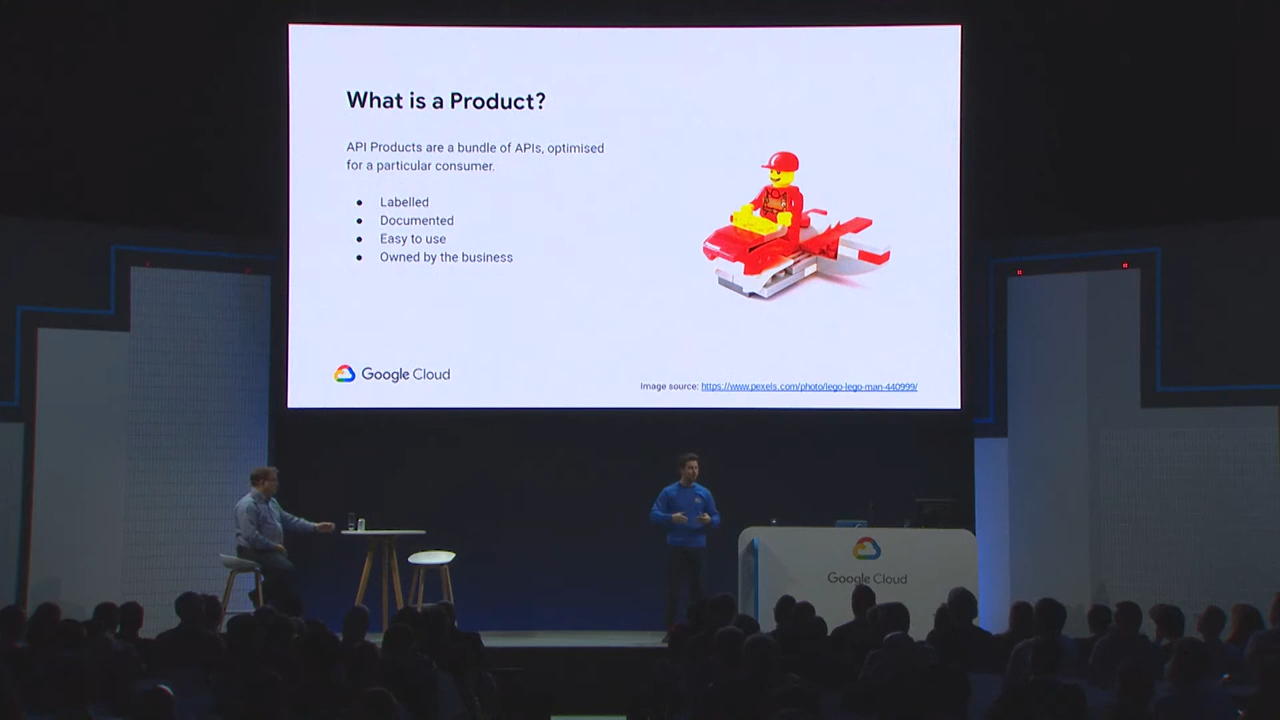 What is a Product?
API Products are a bundle of APIs, optimised
for a particular consumer.
● Labelled
● Documented
● Easy to use
● Owned by the business
Google Cloud
Image source: https://www.pexels.com/photo/lego-lego-man-440999/
Google Cloud